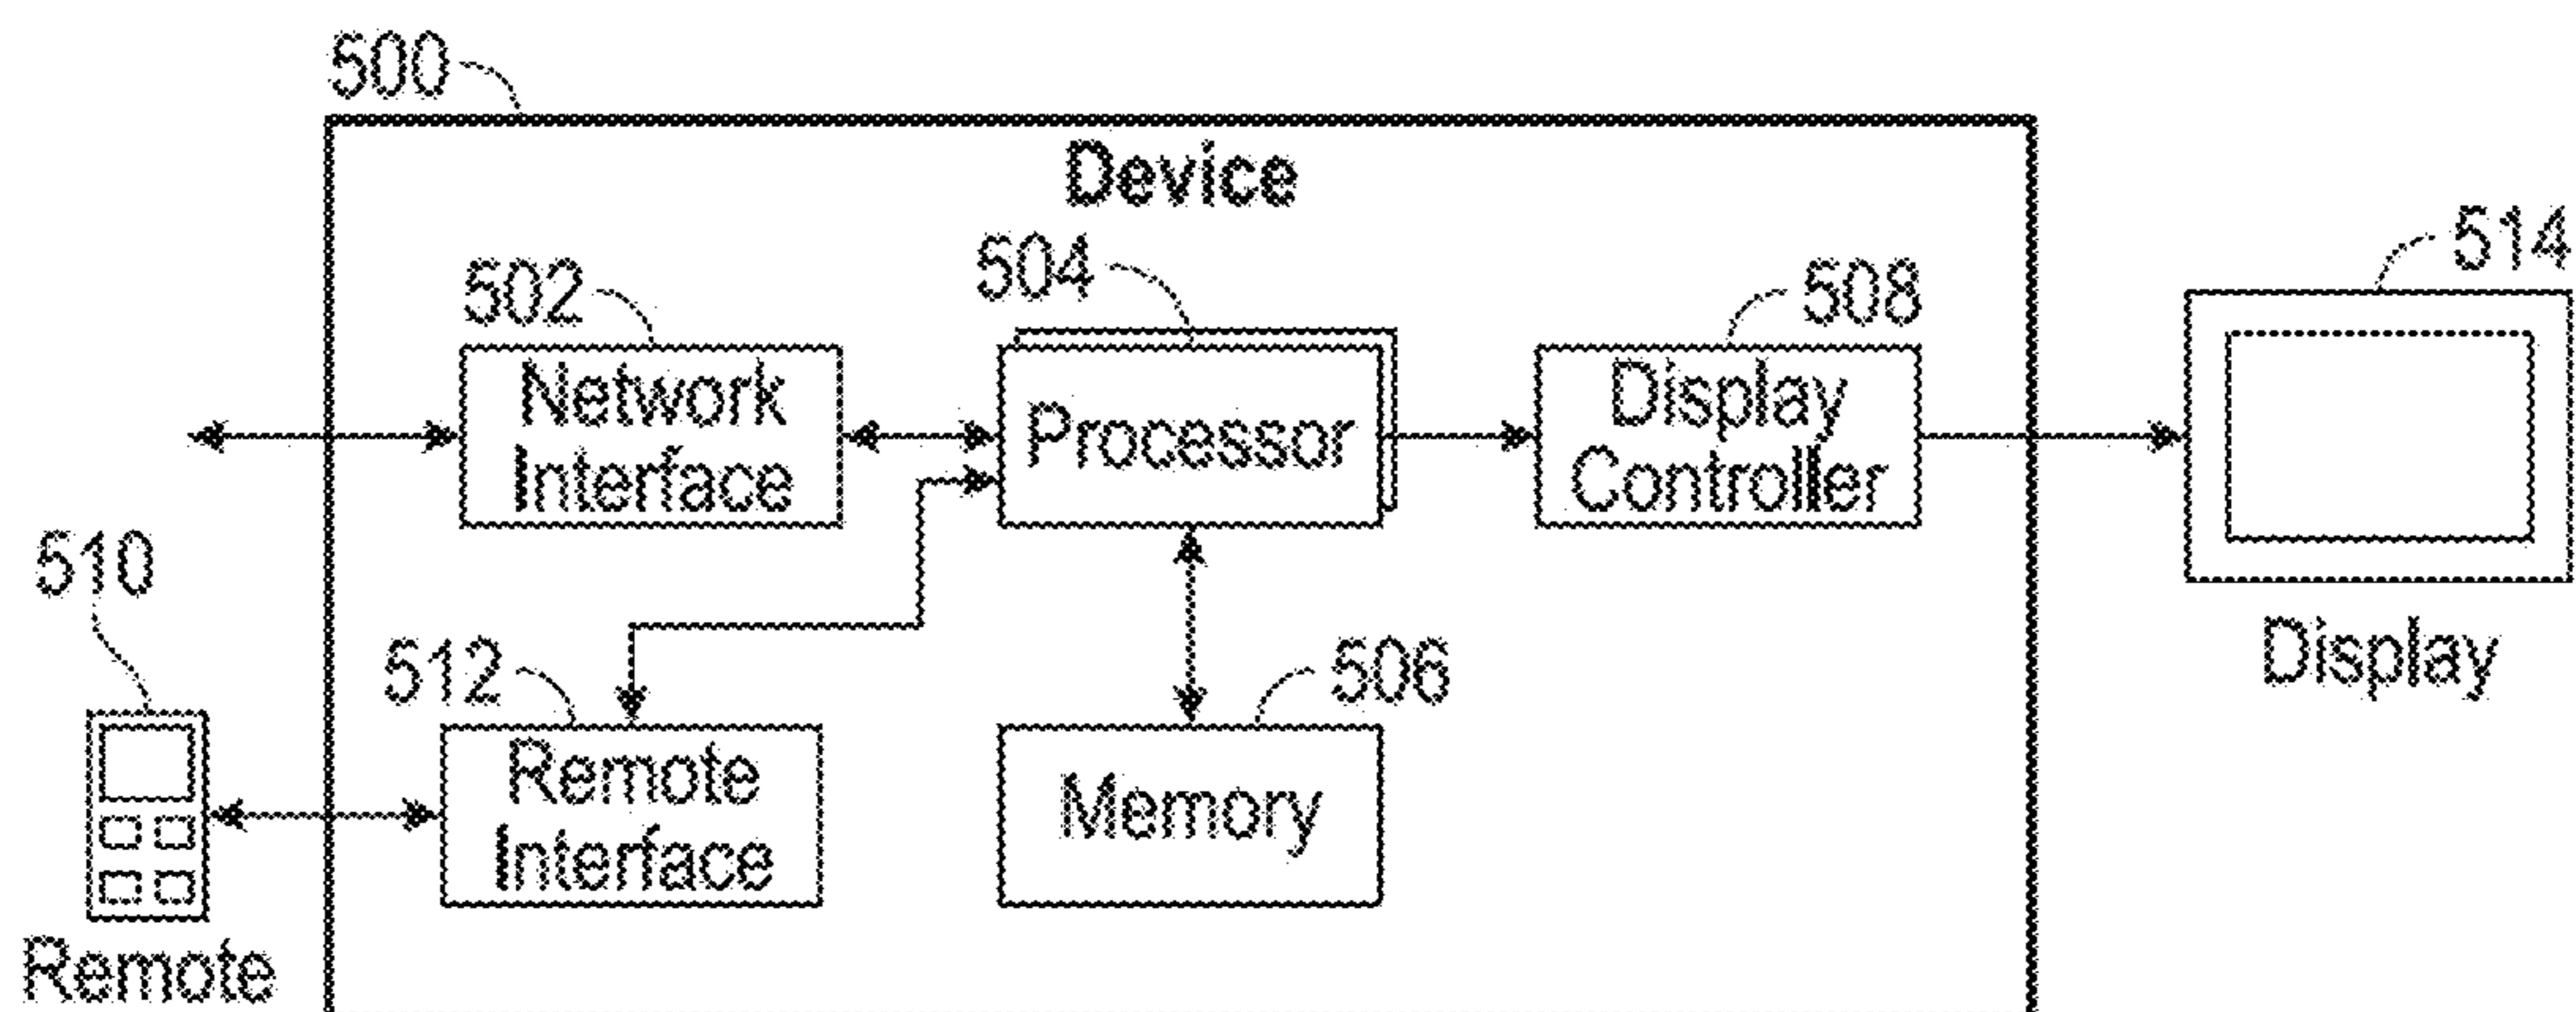 500
Device
504
514
502
508
Network
Interface
Processor
Display
Controller
510
512
506
Display
Remote
Interface
Memory
Remote